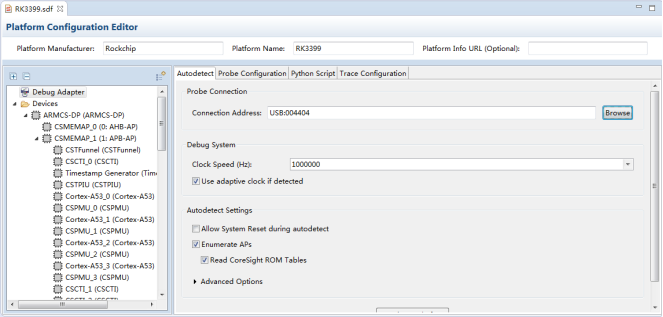 RK3399.sdf
Platform Configuration Editor
Platform Manufacturer: Rockchip Platform Name: RK3399 Platform Info URL (Optional):
Debug Adapter
Devices
ARMCS-DP (ARMCS-DP)
CSMEMAP_0 (0: AHB-AP)
CSMEMAP_1 (1: APB-AP)
CSTFunnel (CSTFunnel)
CSCTI_0 (CSCTI)
Timestamp Generator (Time
CSTPIU (CSTPIU)
Cortex-A53_0 (Cortex-A53)
CSPMU_0 (CSPMU)
Cortex-A53_1 (Cortex-A53)
CSPMU_1 (CSPMU)
Cortex-A53_2 (Cortex-A53)
CSPMU_2 (CSPMU)
Cortex-A53_3 (Cortex-A53)
CSPMU_3 (CSPMU)
CSCTI_1 (CSCTI)
Autodetect Probe Configuration Python Script Trace Configuration
Probe Connection
Connection Address: USB:004404 Browse
Debug System
Clock Speed (Hz): 1000000
Use adaptive clock if detected
Autodetect Settings
Allow System Reset during autodetect
Enumerate APs
Read CoreSight ROM Tables
Advanced Options